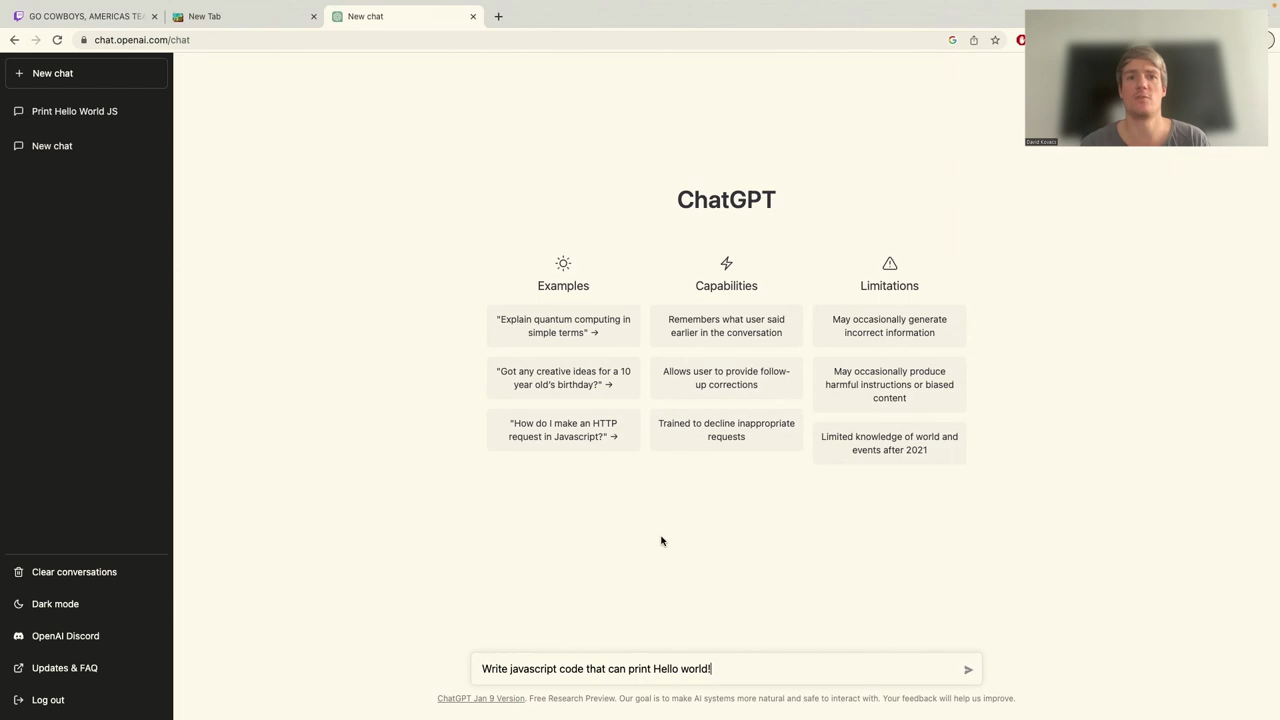 GO COWBOYS, AMERICAS TEA
New Tab
New chat
chat.openai.com/chat
New chat
Print Hello World JS
New chat
David Kovacs
ChatGPT
Examples
Capabilities
Limitations
"Explain quantum computing in
simple terms" →
Remembers what user said
earlier in the conversation
May occasionally generate
incorrect information
"Got any creative ideas for a 10
year old's birthday?" →
Allows user to provide follow-
up corrections
May occasionally produce
harmful instructions or biased
content
"How do I make an HTTP
request in Javascript?" →
Trained to decline inappropriate
requests
Limited knowledge of world and
events after 2021
Clear conversations
Dark mode
OpenAI Discord
Updates & FAQ
Log out
Write javascript code that can print Hello world!
ChatGPT Jan 9 Version. Free Research Preview. Our goal is to make AI systems more natural and safe to interact with. Your feedback will help us improve.